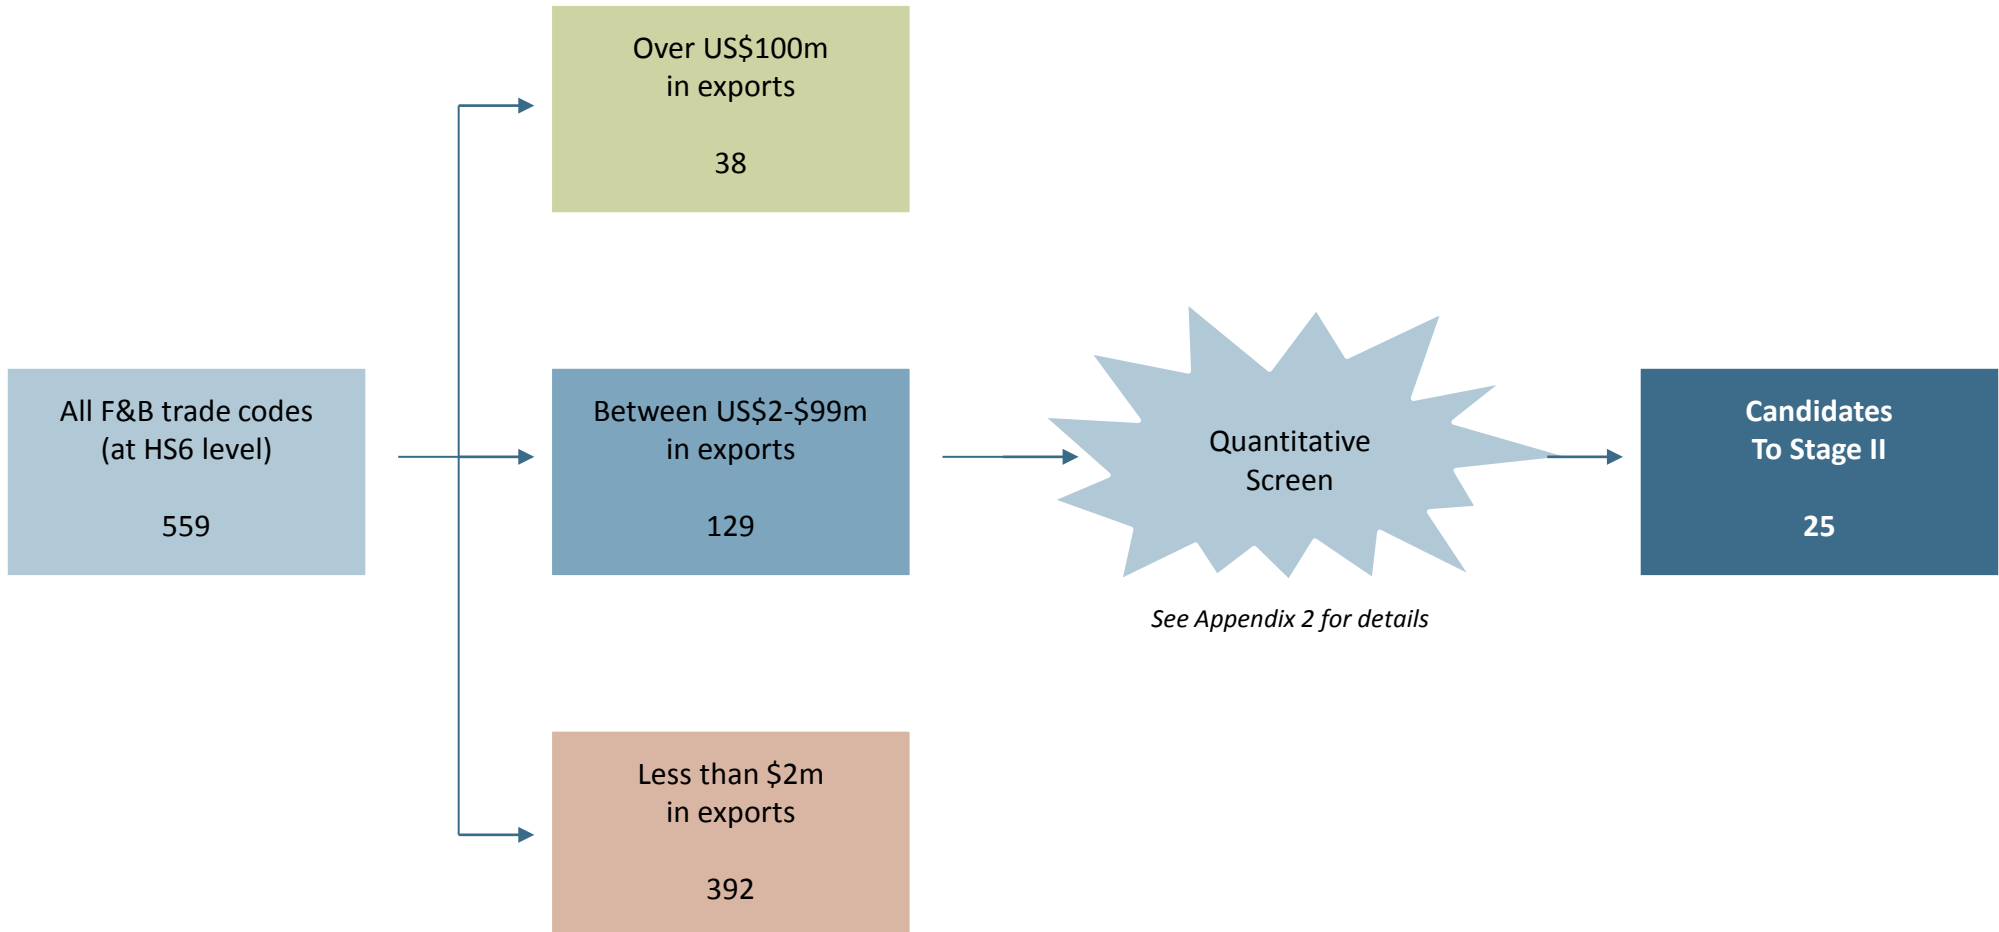 Over US$100m
in exports
38
All F&B trade codes
(at HS6 level)
559
Between US$2-$99m
in exports
129
Quantitative
Screen
See Appendix 2 for details
Candidates
To Stage II
25
Less than $2m
in exports
392